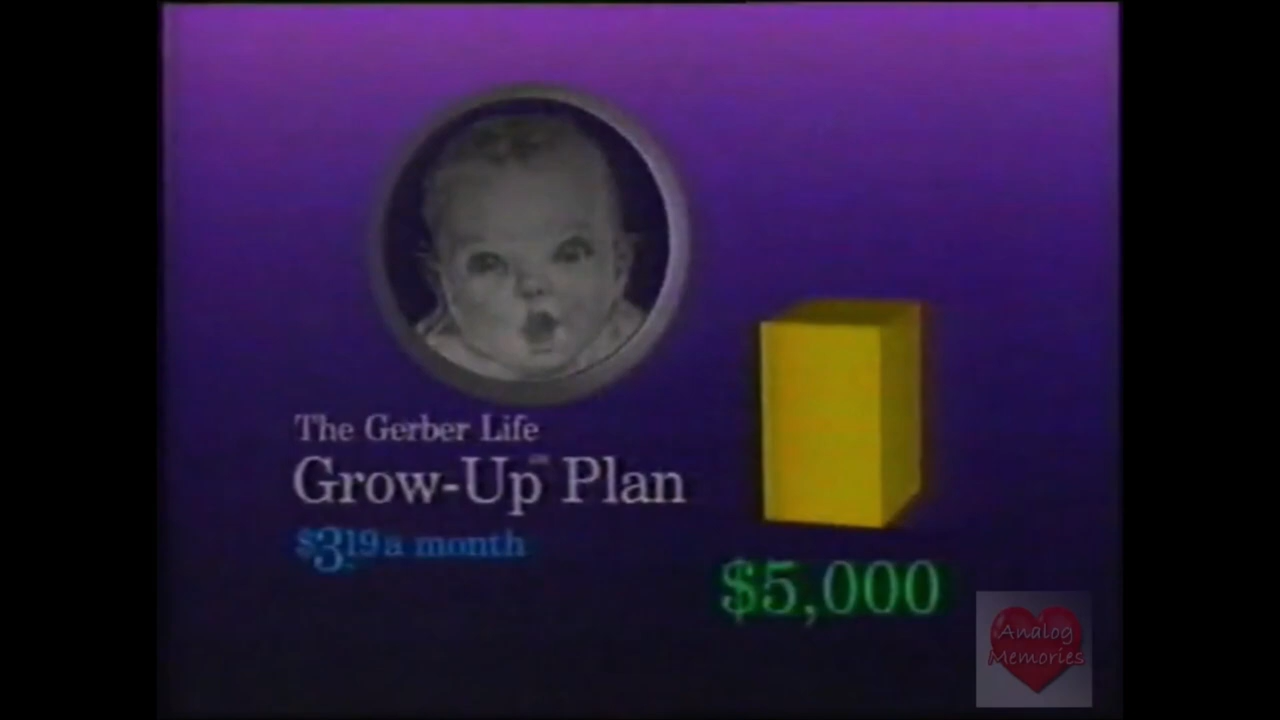 The Gerber Life
Grow-Up Plan
$3.19 a month
$5,000
Analog
Memories